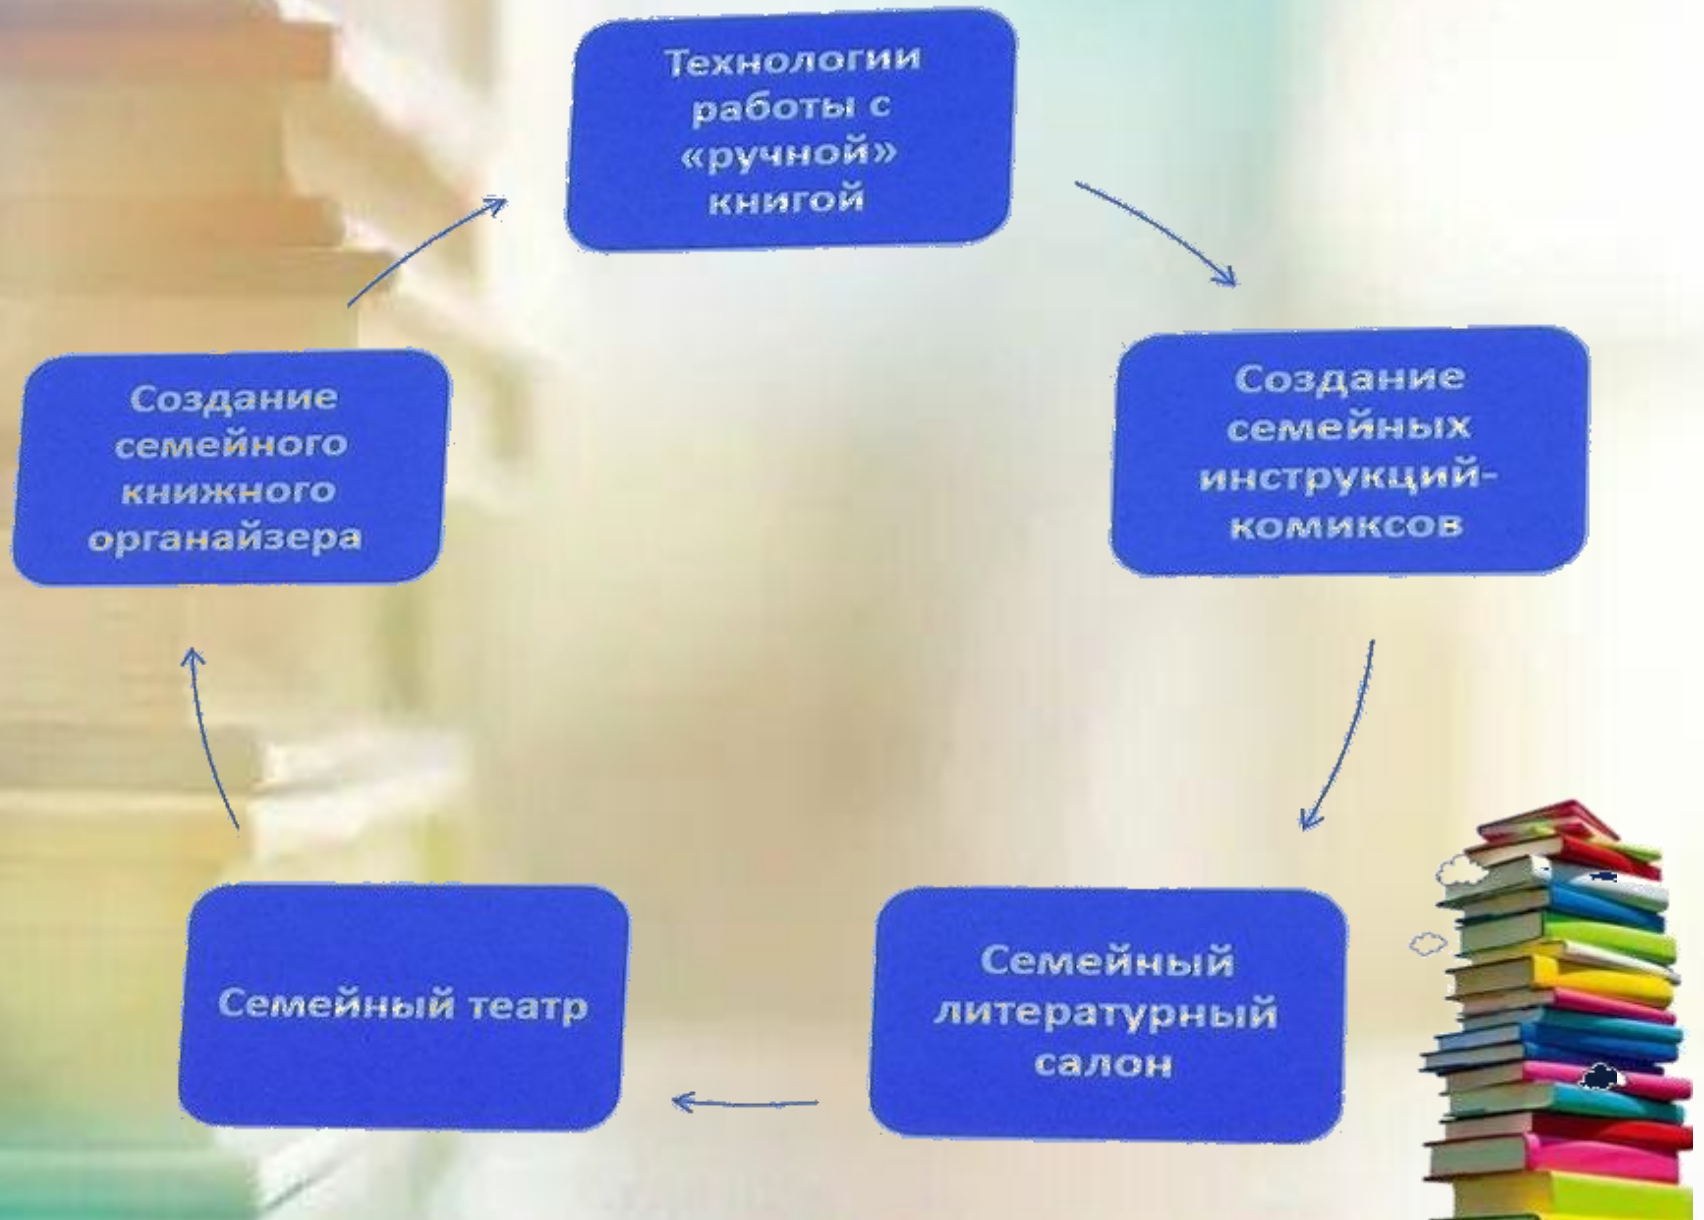 Технологии
работы с
«ручной»
книгой
Создание
семейных
инструкций-
комиксов
Семейный
литературный
салон
Семейный театр
Создание
семейного
книжного
органайзера